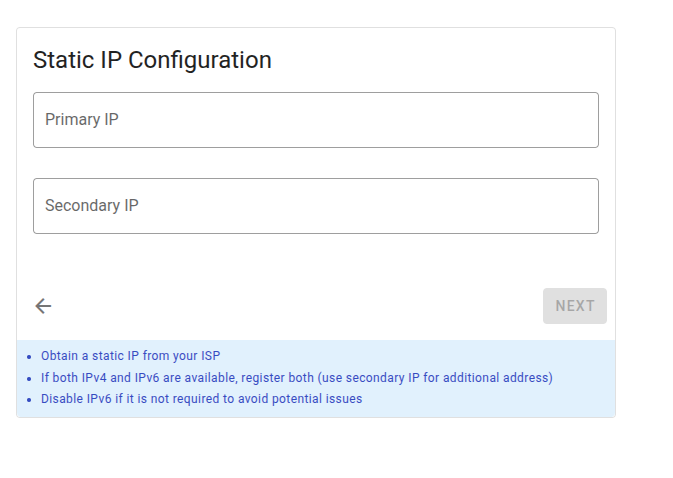 Static IP Configuration
Primary IP
Secondary IP
NEXT
Obtain a static IP from your ISP
If both IPv4 and IPv6 are available, register both (use secondary IP for additional address)
Disable IPv6 if it is not required to avoid potential issues